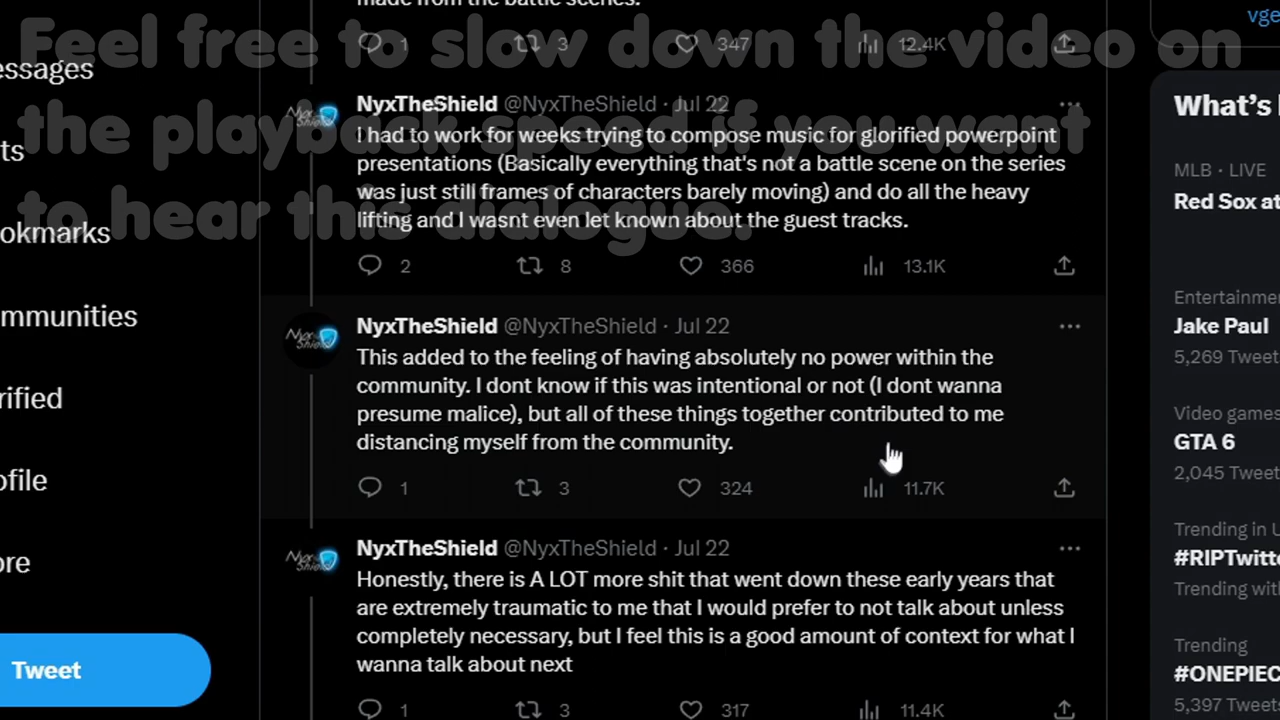 made from the battle scenes.
1 3 347 12.4K
Feel free to slow down the video on
the playback speed if you want
to hear this dialogue.
essages
ts
okmarks
mmunities
rified
ofile
ore
Tweet
NyxTheShield @NyxTheShield · Jul 22
I had to work for weeks trying to compose music for glorified powerpoint
presentations (Basically everything that's not a battle scene on the series
was just still frames of characters barely moving) and do all the heavy
lifting and I wasnt even let known about the guest tracks.
2 8 366 13.1K
NyxTheShield @NyxTheShield · Jul 22
This added to the feeling of having absolutely no power within the
community. I dont know if this was intentional or not (I dont wanna
presume malice), but all of these things together contributed to me
distancing myself from the community.
1 3 324 11.7K
NyxTheShield @NyxTheShield · Jul 22
Honestly, there is A LOT more shit that went down these early years that
are extremely traumatic to me that I would prefer to not talk about unless
completely necessary, but I feel this is a good amount of context for what I
wanna talk about next
1 3 317 11.4K
vge
What's
MLB · LIVE
Red Sox at
Entertainme
Jake Paul
5,269 Tweet
Video games
GTA 6
2,045 Tweet
Trending in U
#RIPTwitte
Trending with
Trending
#ONEPIEC
5,397 Tweets